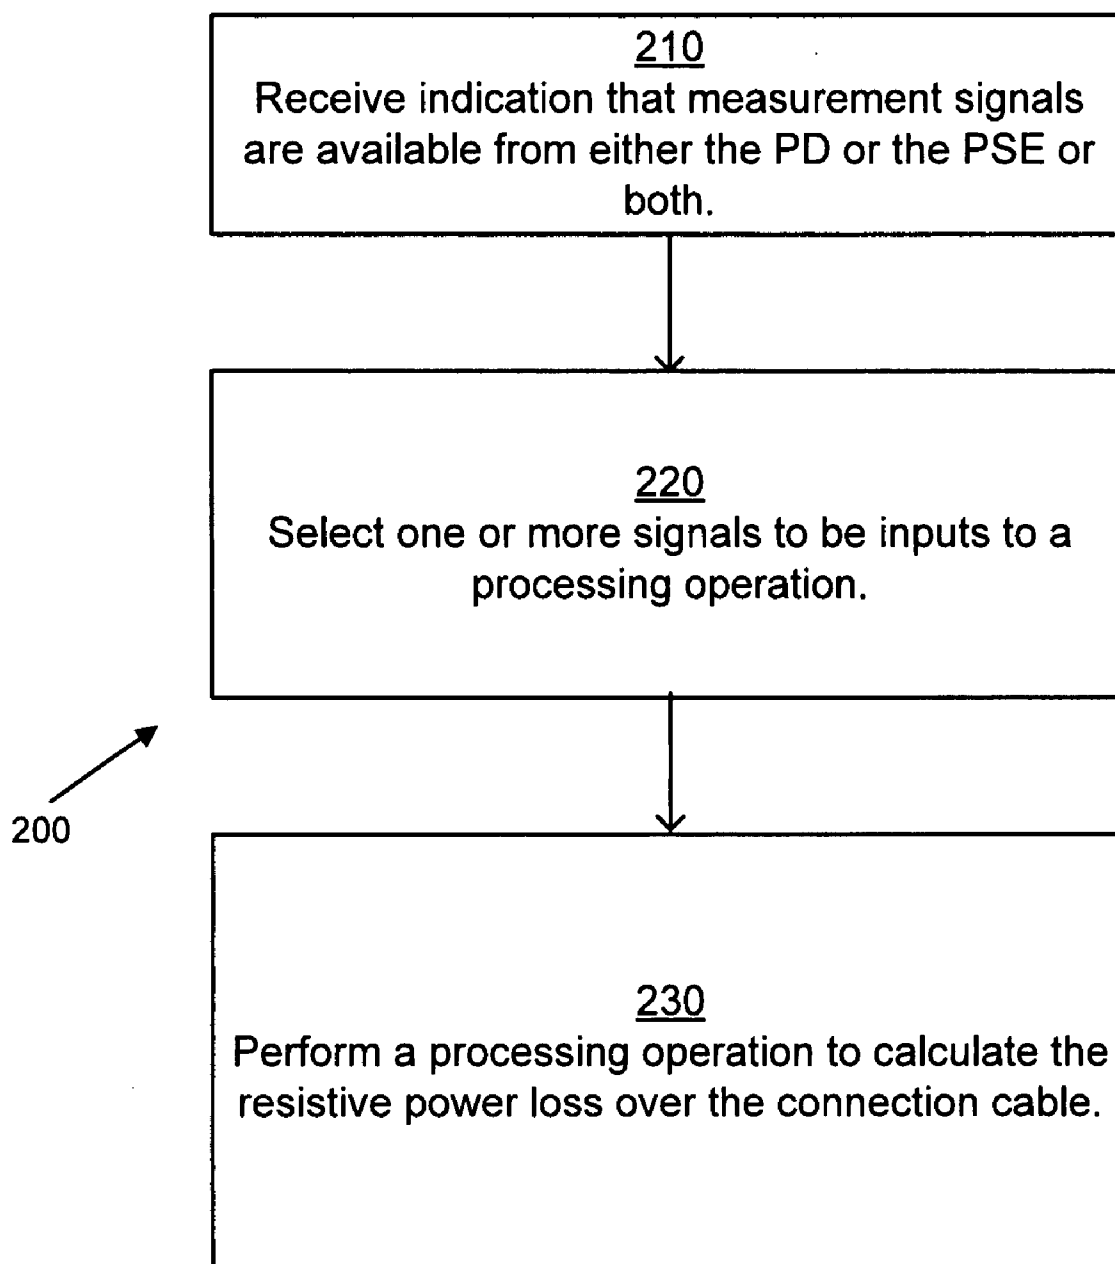 210
Receive indication that measurement signals
are available from either the PD or the PSE or
both.
220
Select one or more signals to be inputs to a
processing operation.
200
230
Perform a processing operation to calculate the
resistive power loss over the connection cable.